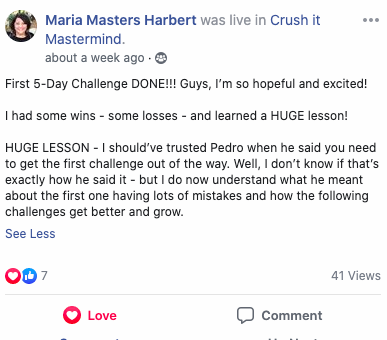 Maria Masters Harbert was live in Crush it
Mastermind.
about a week ago ·
First 5-Day Challenge DONE!!! Guys, I'm so hopeful and excited!
I had some wins - some losses - and learned a HUGE lesson!
HUGE LESSON - I should've trusted Pedro when he said you need
to get the first challenge out of the way. Well, I don't know if that's
exactly how he said it - but I do now understand what he meant
about the first one having lots of mistakes and how the following
challenges get better and grow.
See Less
7 41 Views
Love Comment